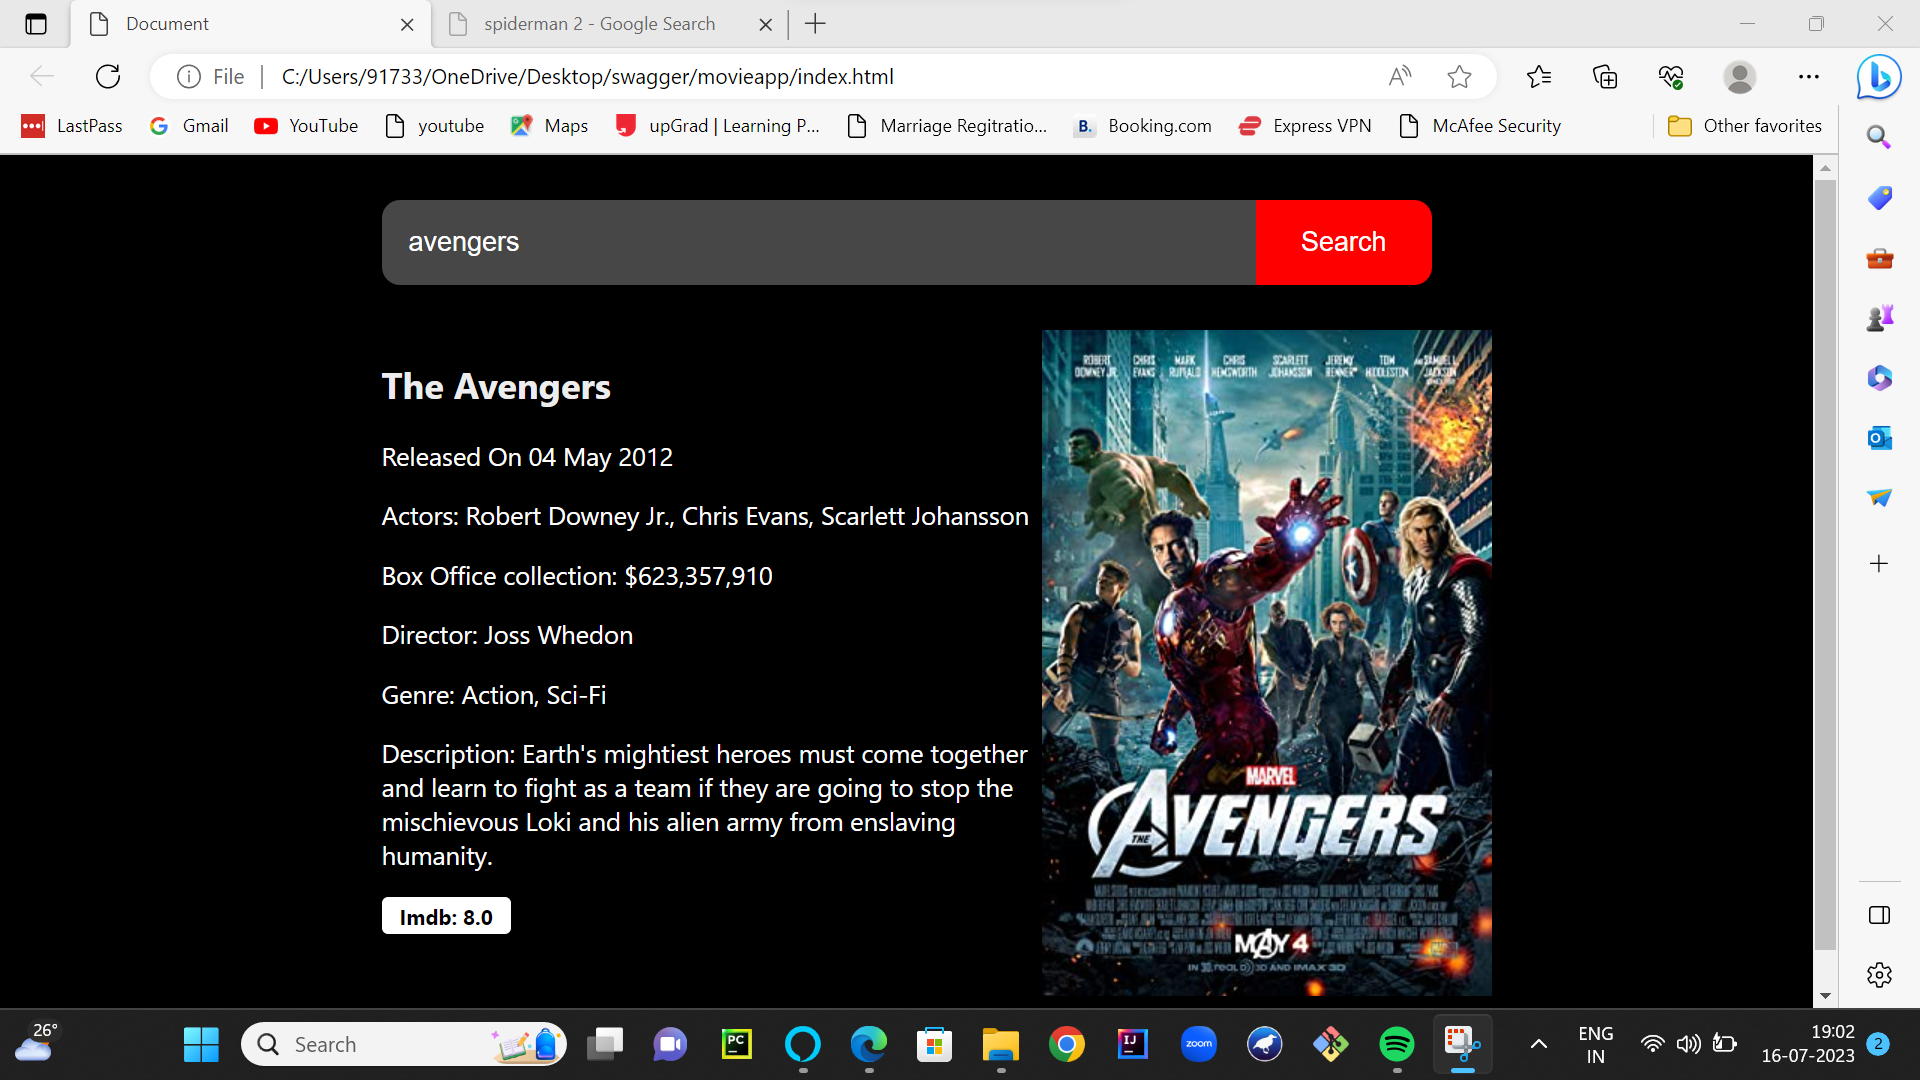 Document
spiderman 2 - Google Search
File
C:/Users/91733/OneDrive/Desktop/swagger/movieapp/index.html
LastPass
Gmail
YouTube
youtube
Maps
upGrad | Learning P...
Marriage Regitratio...
Booking.com
Express VPN
McAfee Security
Other favorites
avengers
Search
The Avengers
Released On 04 May 2012
Actors: Robert Downey Jr., Chris Evans, Scarlett Johansson
Box Office collection: $623,357,910
Director: Joss Whedon
Genre: Action, Sci-Fi
Description: Earth's mightiest heroes must come together
and learn to fight as a team if they are going to stop the
mischievous Loki and his alien army from enslaving
humanity.
Imdb: 8.0
ROBERT DOWNEY JR.
CHRIS EVANS
MARK RUFFALO
CHRIS HEMSWORTH
SCARLETT JOHANSSON
JEREMY RENNER
TOM HIDDLESTON
AND SAMUEL L. JACKSON
MARVEL
THE AVENGERS
MAY 4
IN REAL D 3D AND IMAX 3D
26°
Search
PC
IJ
zoom
ENG
IN
19:02
16-07-2023
2